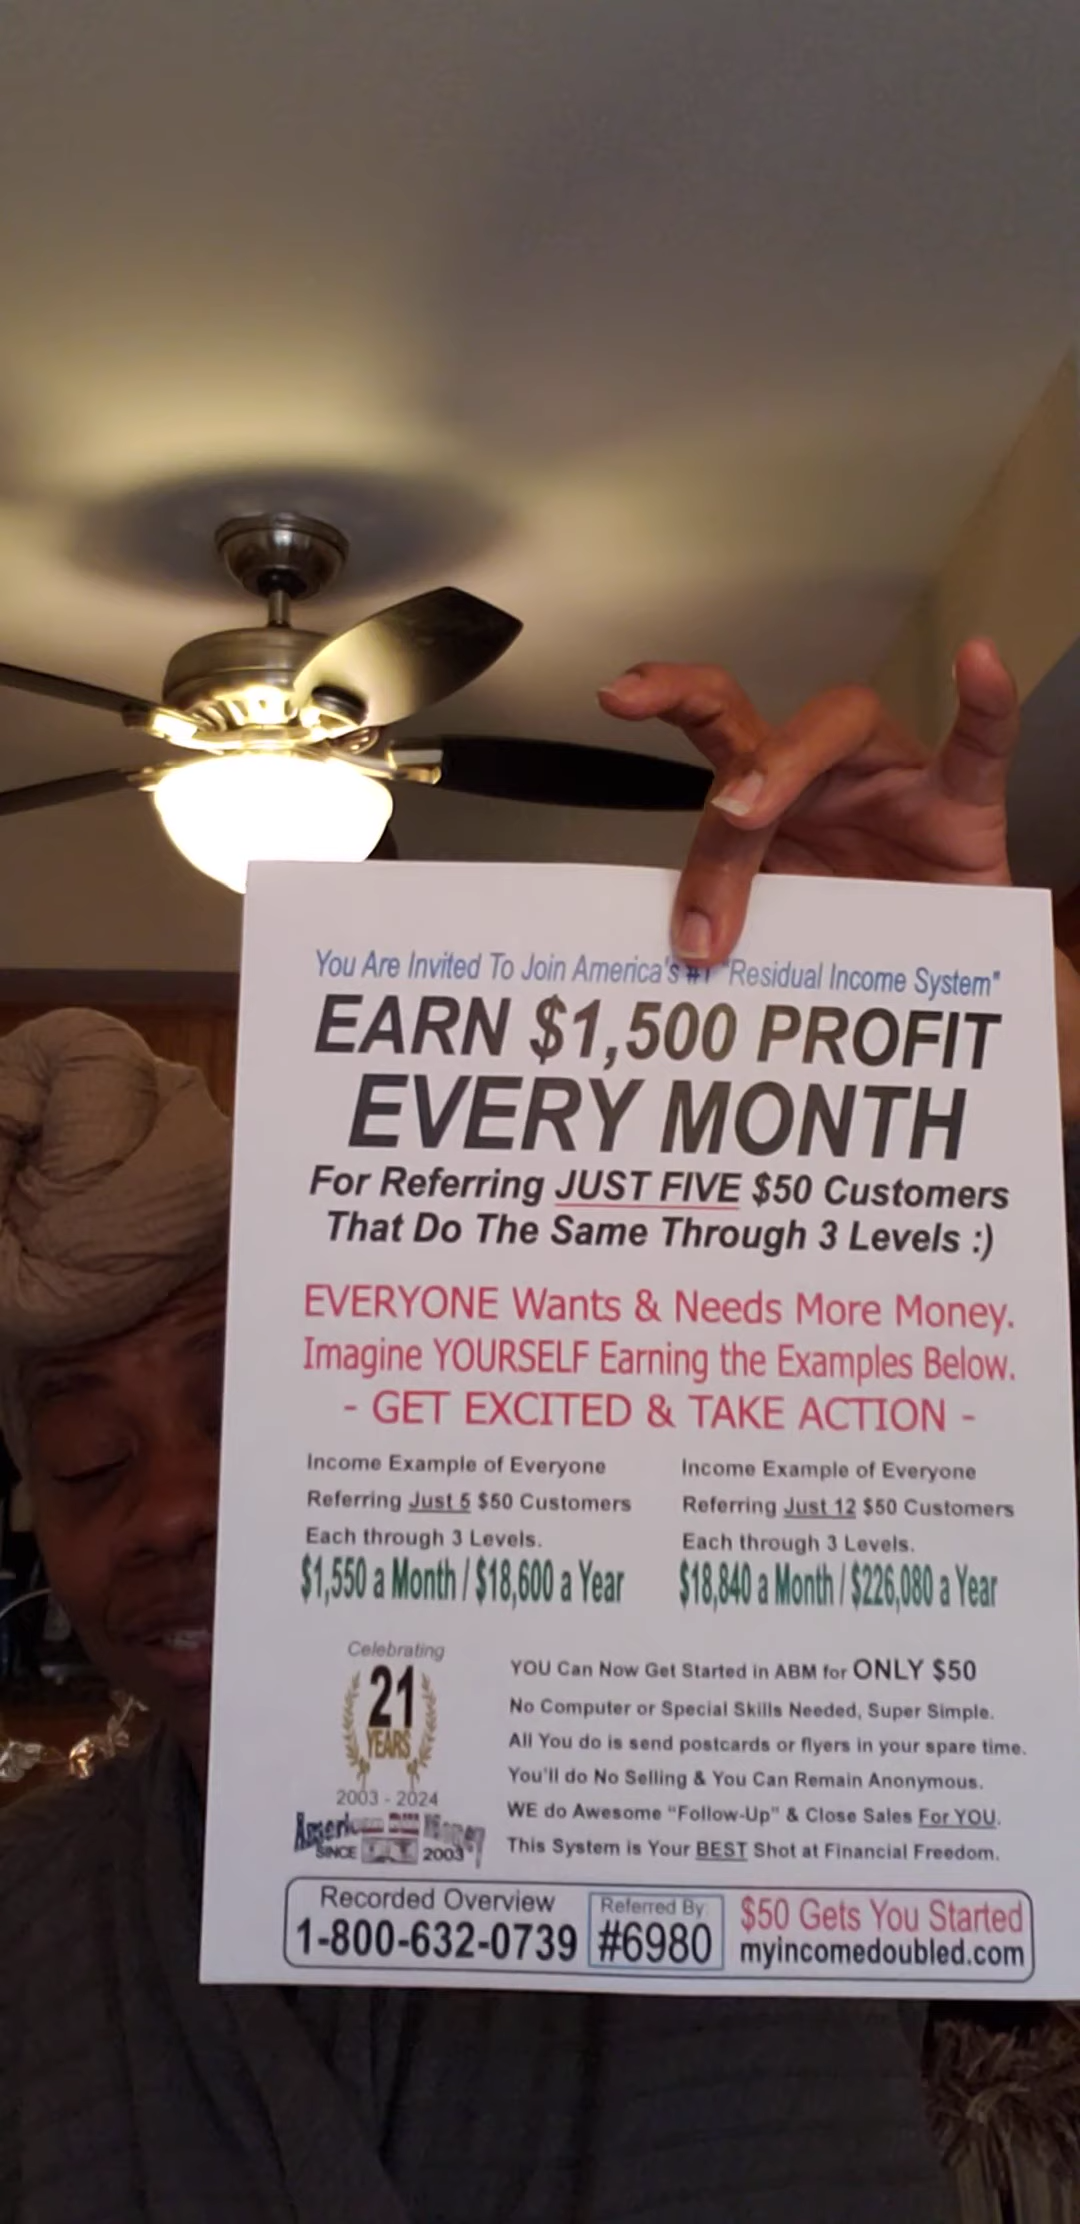 You Are Invited To Join America's #1 "Residual Income System"
EARN $1,500 PROFIT
EVERY MONTH
For Referring JUST FIVE $50 Customers
That Do The Same Through 3 Levels :)
EVERYONE Wants & Needs More Money.
Imagine YOURSELF Earning the Examples Below.
- GET EXCITED & TAKE ACTION -
Income Example of Everyone
Referring Just 5 $50 Customers
Each through 3 Levels.
$1,550 a Month / $18,600 a Year
Income Example of Everyone
Referring Just 12 $50 Customers
Each through 3 Levels.
$18,840 a Month / $226,080 a Year
Celebrating
21
YEARS
2003 - 2024
American Bill Money
SINCE 2003
YOU Can Now Get Started in ABM for ONLY $50
No Computer or Special Skills Needed, Super Simple.
All You do is send postcards or flyers in your spare time.
You'll do No Selling & You Can Remain Anonymous.
WE do Awesome "Follow-Up" & Close Sales For YOU.
This System is Your BEST Shot at Financial Freedom.
Recorded Overview
1-800-632-0739
Referred By:
#6980
$50 Gets You Started
myincomedoubled.com